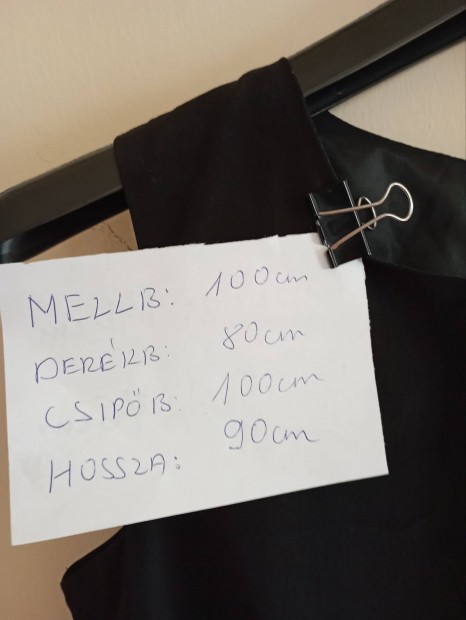 MELLB: 100cm
DERÉKB: 80cm
CSIPŐB: 100cm
HOSSZA: 90cm